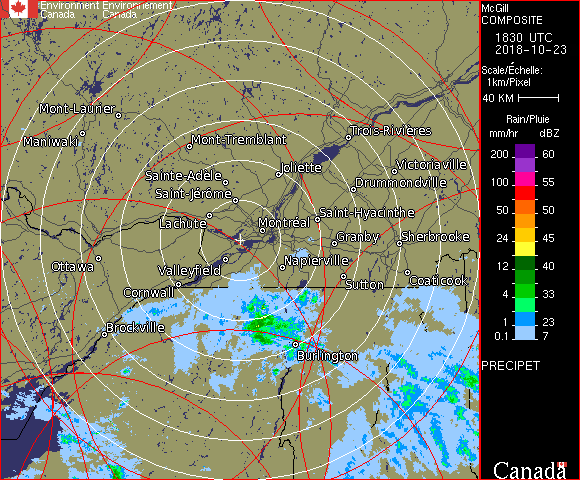 Environment Environnement
Canada Canada
Mont-Laurier
Maniwaki
Mont-Tremblant
Trois-Rivières
Sainte-Adèle
Joliette
Victoriaville
Saint-Jérôme
Drummondville
Lachute
Montréal
Saint-Hyacinthe
Granby
Sherbrooke
Ottawa
Valleyfield
Napierville
Cornwall
Sutton
Coaticook
Brockville
Burlington
McGill
COMPOSITE
1830 UTC
2018-10-23
Scale/Échelle:
1km/Pixel
40 KM
Rain/Pluie
mm/hr dBZ
200 60
100 55
50 50
24 45
12 40
4 33
1 23
0.1 7
PRECIPET
Canada